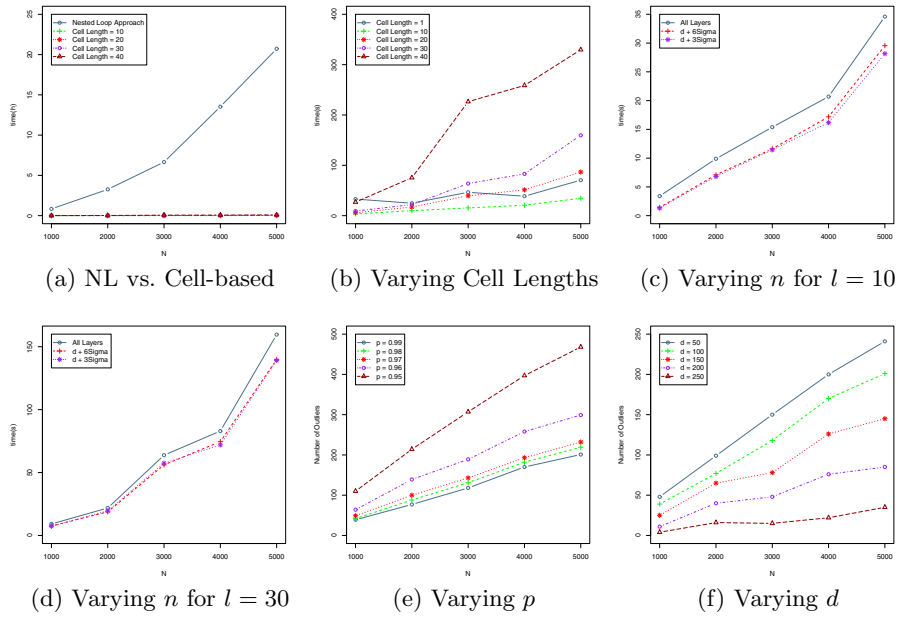 Nested Loop Approach
Cell Length = 10
Cell Length = 20
Cell Length = 30
Cell Length = 40
time(h)
0
5
10
15
20
25
1000
2000
3000
4000
5000
N
(a) NL vs. Cell-based
Cell Length = 1
Cell Length = 10
Cell Length = 20
Cell Length = 30
Cell Length = 40
time(s)
0
100
200
300
400
1000
2000
3000
4000
5000
N
(b) Varying Cell Lengths
All Layers
d + 6Sigma
d + 3Sigma
time(s)
0
5
10
15
20
25
30
35
1000
2000
3000
4000
5000
N
(c) Varying n for l = 10
All Layers
d + 6Sigma
d + 3Sigma
time(s)
0
50
100
150
1000
2000
3000
4000
5000
N
(d) Varying n for l = 30
p = 0.99
p = 0.98
p = 0.97
p = 0.96
p = 0.95
Number of Outliers
0
100
200
300
400
500
1000
2000
3000
4000
5000
N
(e) Varying p
d = 50
d = 100
d = 150
d = 200
d = 250
Number of Outliers
0
50
100
150
200
250
1000
2000
3000
4000
5000
N
(f) Varying d